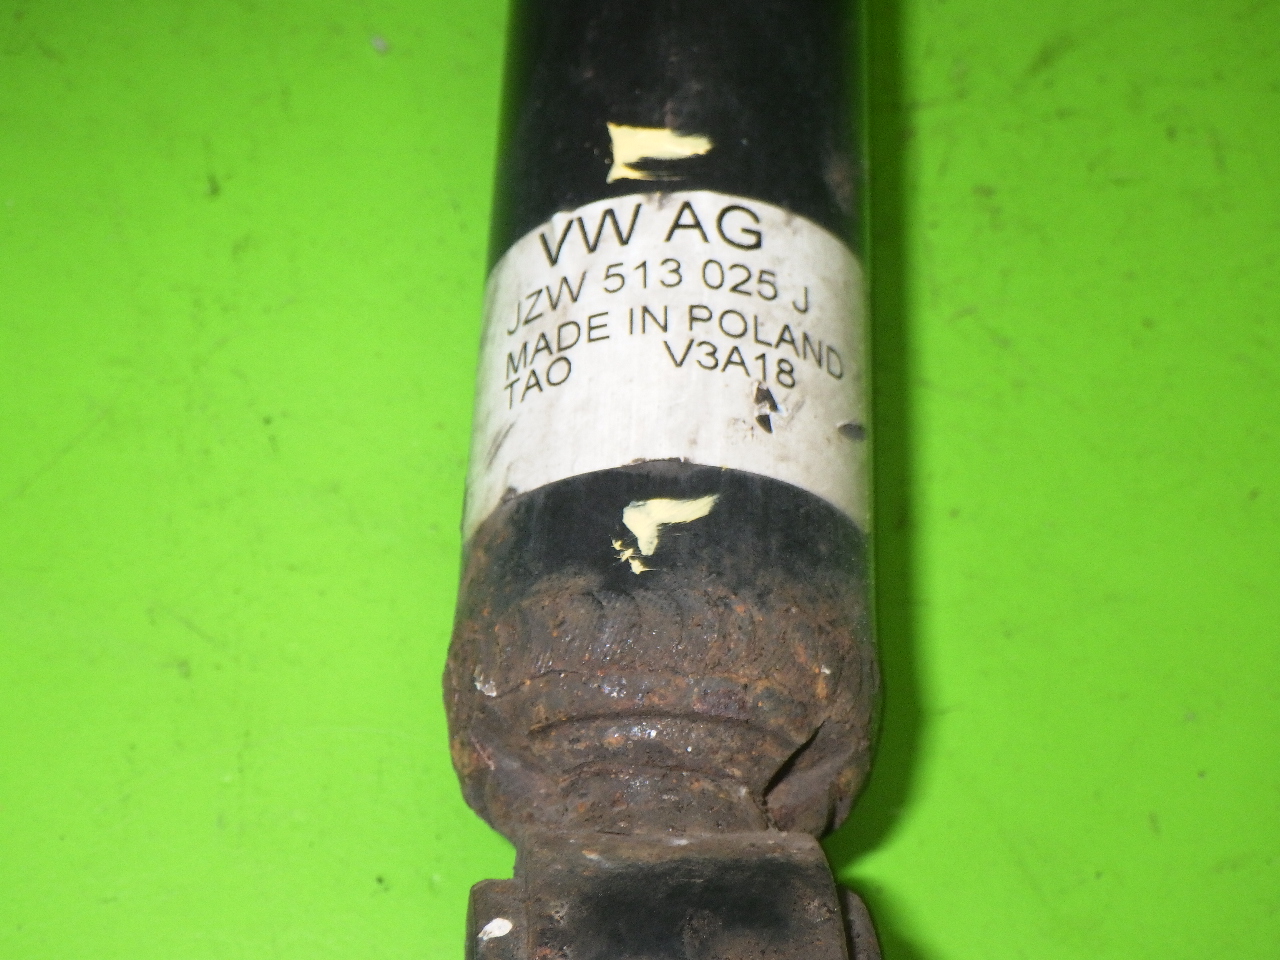 VW AG
JZW 513 025 J
MADE IN POLAND
TAO V3A18